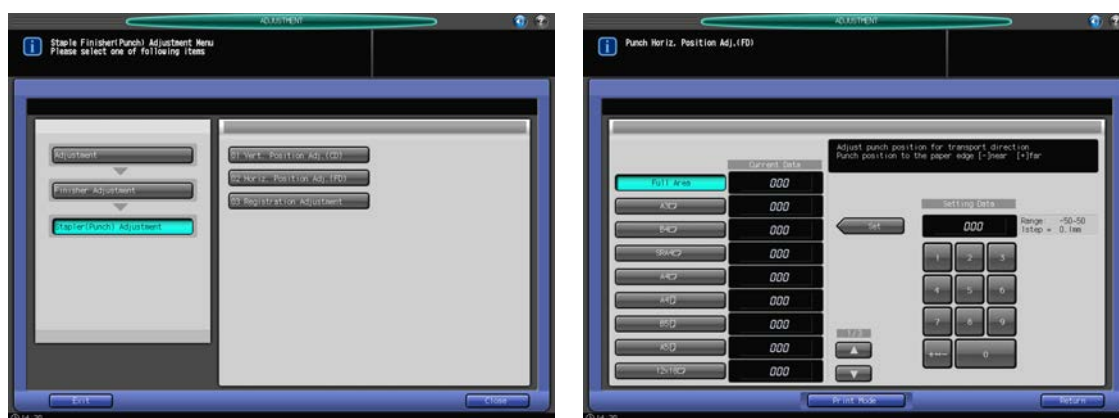 ADJUSTMENT
Staple Finisher(Punch) Adjustment Menu
Please select one of following items
Adjustment
Finisher Adjustment
Stapler(Punch) Adjustment
01 Vert. Position Adj.(CD)
02 Horiz. Position Adj.(FD)
03 Registration Adjustment
Exit
Close
ADJUSTMENT
Punch Horiz. Position Adj.(FD)
Adjust punch position for transport direction
Punch position to the paper edge [-]near [+]far
Current Data
Full Area 000
A3 000
B4 000
SRA4 000
A4 000
A4 000
B5 000
A5 000
12x18 000
Set
Setting Data
000
Range -50-50
1step = 0.1mm
1 2 3
4 5 6
7 8 9
0
Print Mode
Return